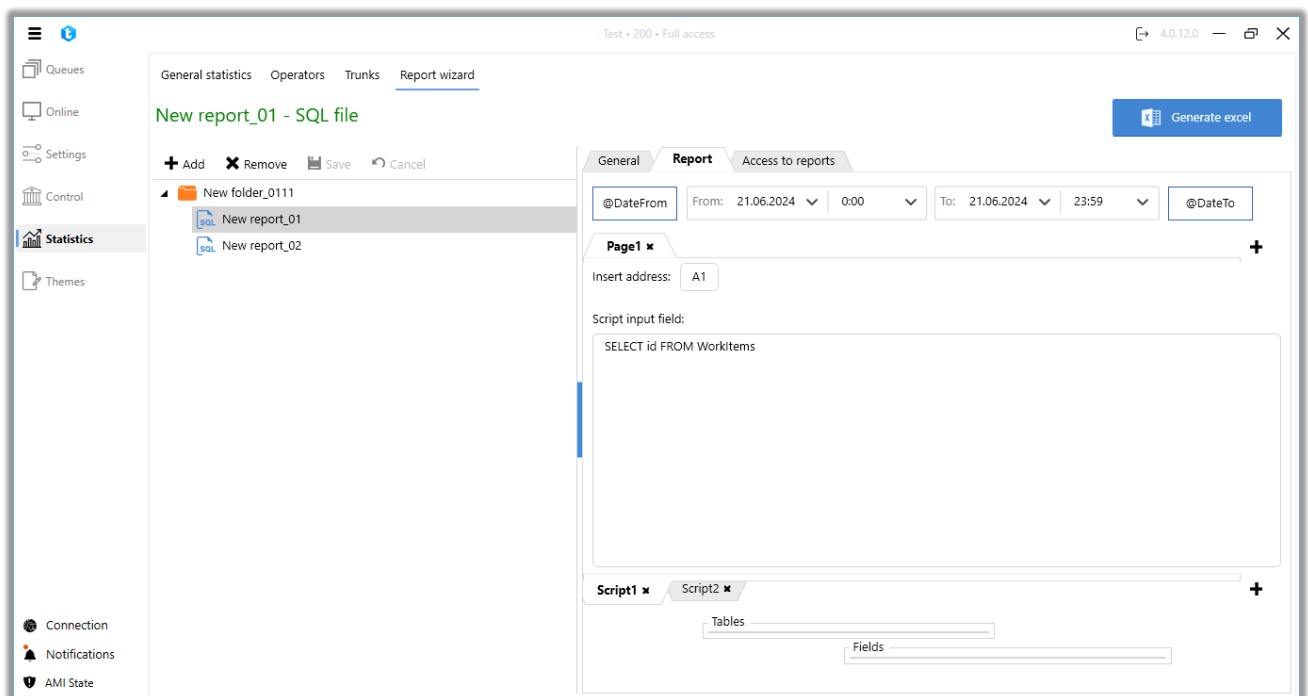 Test • 200 • Full access
4.0.12.0
Queues
Online
Settings
Control
Statistics
Themes
Connection
Notifications
AMI State
General statistics Operators Trunks Report wizard
New report_01 - SQL file
Generate excel
Add Remove Save Cancel
New folder_0111
SQL New report_01
SQL New report_02
General Report Access to reports
@DateFrom From: 21.06.2024 0:00 To: 21.06.2024 23:59 @DateTo
Page1
Insert address: A1
Script input field:
SELECT id FROM WorkItems
Script1 Script2
Tables
Fields